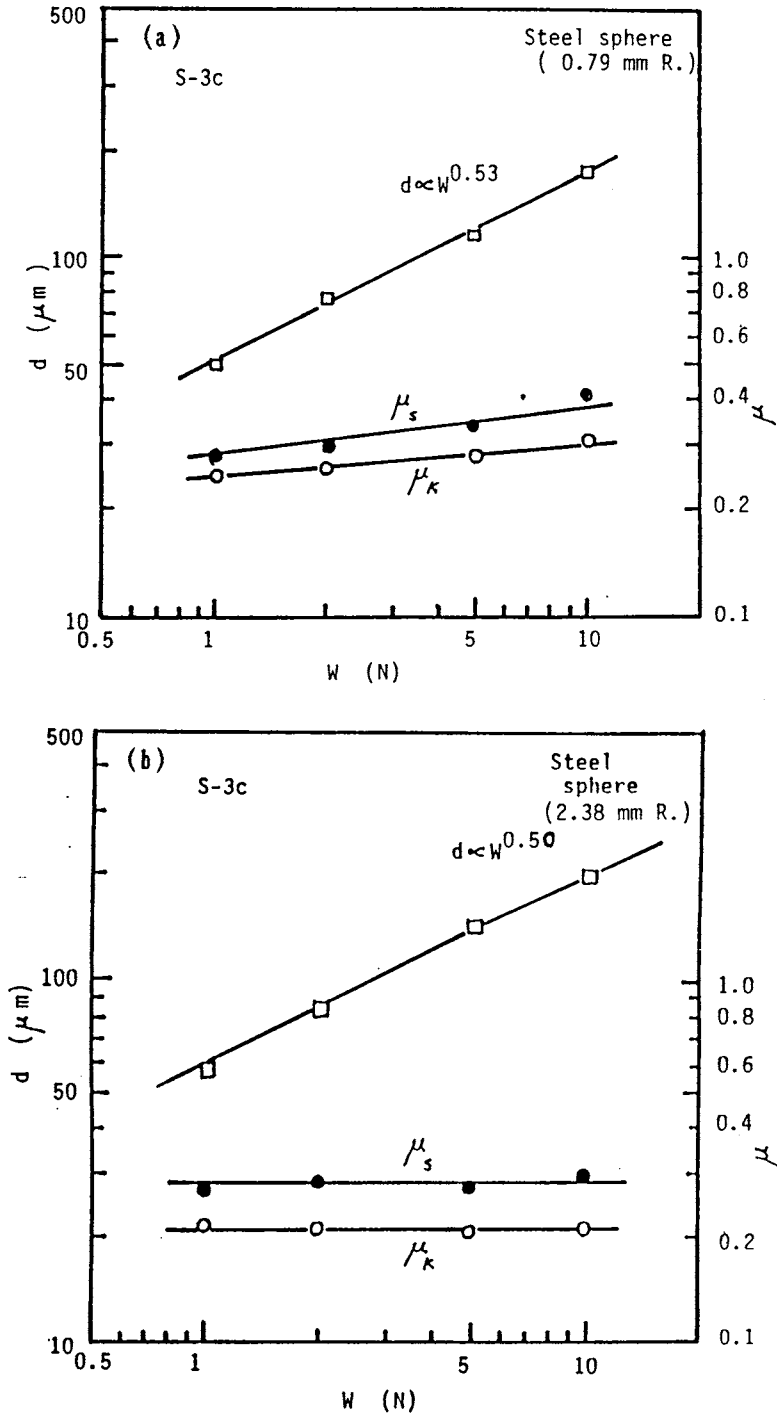 (a)
Steel sphere
( 0.79 mm R.)
S-3c
d∝W^0.53
μs
μK
500
100
50
10
d (μm)
1.0
0.8
0.6
0.4
0.2
0.1
μ
0.5
1
5
10
W (N)
(b)
Steel
sphere
(2.38 mm R.)
S-3c
d∝W^0.50
μs
μK
500
100
50
10
d (μm)
1.0
0.8
0.6
0.4
0.2
0.1
μ
0.5
1
5
10
W (N)